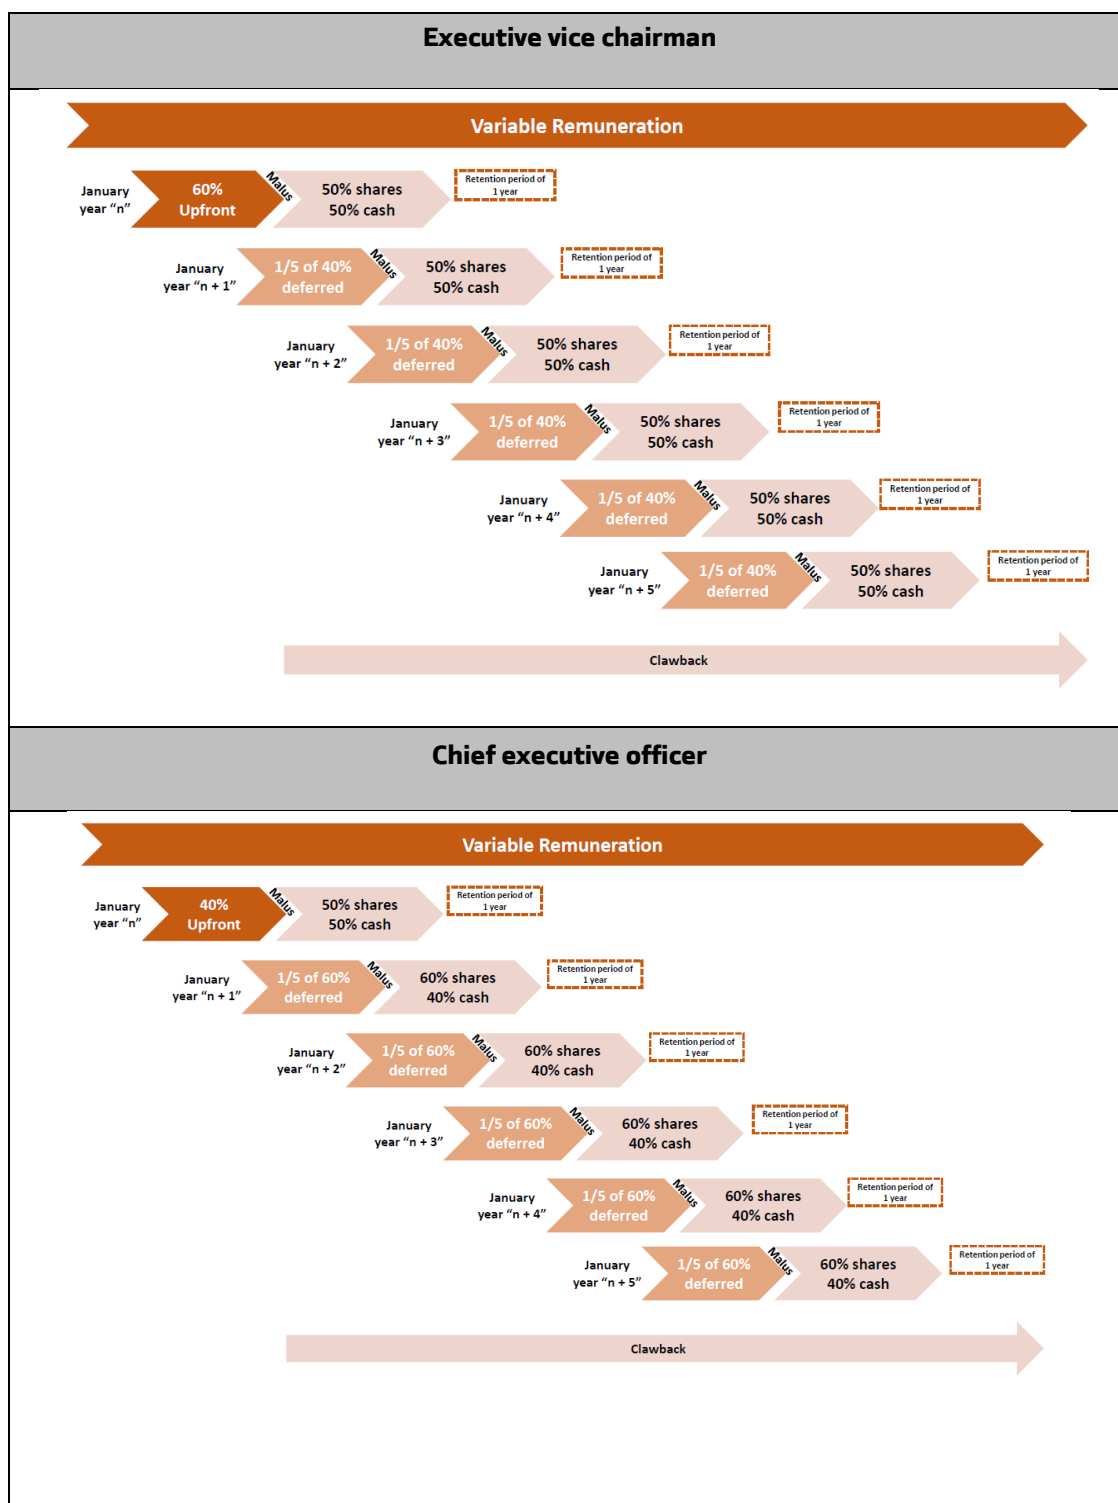 Executive vice chairman
Variable Remuneration
January
year “n”
60%
Upfront
Malus
50% shares
50% cash
Retention period of
1 year
January
year “n + 1”
1/5 of 40%
deferred
Malus
50% shares
50% cash
Retention period of
1 year
January
year “n + 2”
1/5 of 40%
deferred
Malus
50% shares
50% cash
Retention period of
1 year
January
year “n + 3”
1/5 of 40%
deferred
Malus
50% shares
50% cash
Retention period of
1 year
January
year “n + 4”
1/5 of 40%
deferred
Malus
50% shares
50% cash
Retention period of
1 year
January
year “n + 5”
1/5 of 40%
deferred
Malus
50% shares
50% cash
Retention period of
1 year
Clawback
Chief executive officer
Variable Remuneration
January
year “n”
40%
Upfront
Malus
50% shares
50% cash
Retention period of
1 year
January
year “n + 1”
1/5 of 60%
deferred
Malus
60% shares
40% cash
Retention period of
1 year
January
year “n + 2”
1/5 of 60%
deferred
Malus
60% shares
40% cash
Retention period of
1 year
January
year “n + 3”
1/5 of 60%
deferred
Malus
60% shares
40% cash
Retention period of
1 year
January
year “n + 4”
1/5 of 60%
deferred
Malus
60% shares
40% cash
Retention period of
1 year
January
year “n + 5”
1/5 of 60%
deferred
Malus
60% shares
40% cash
Retention period of
1 year
Clawback